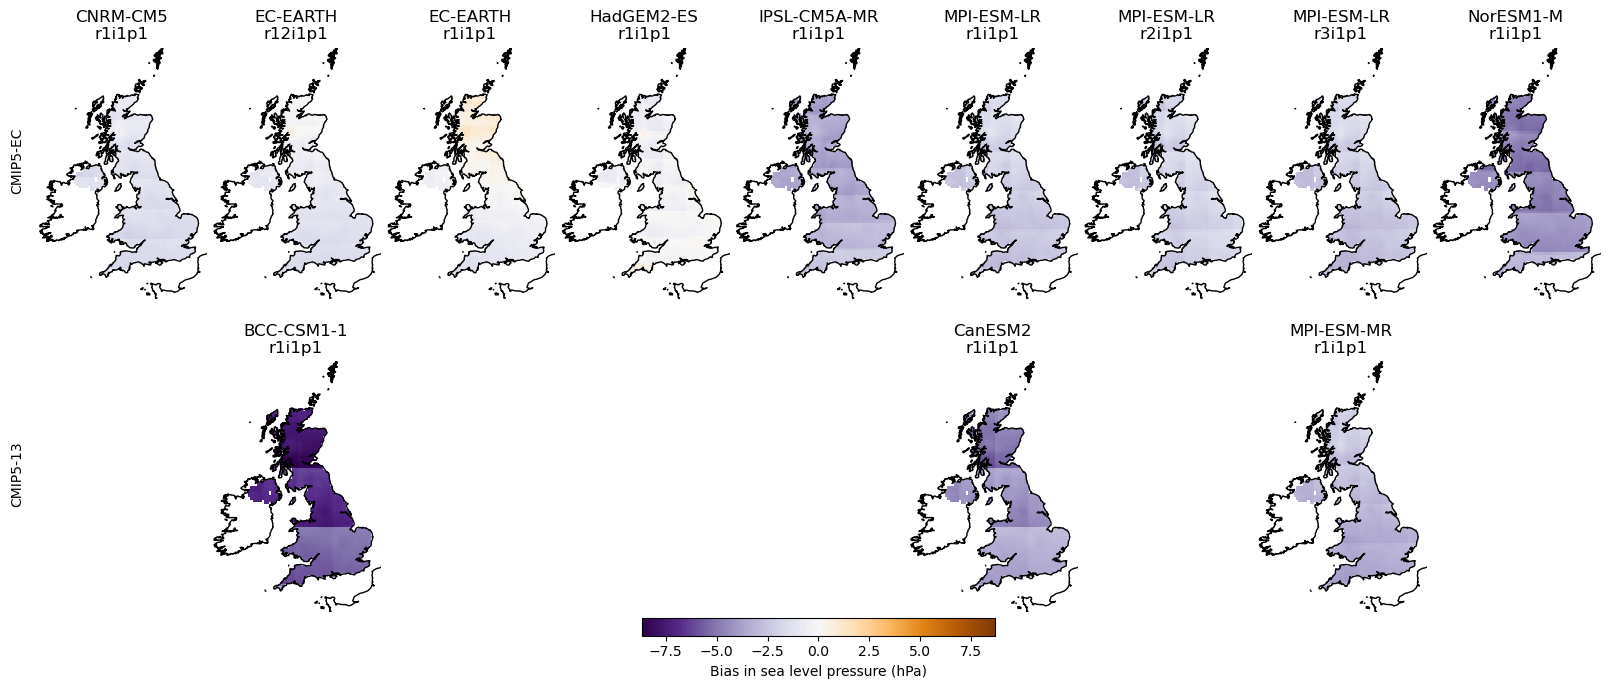 CNRM-CM5
r1i1p1
EC-EARTH
r12i1p1
EC-EARTH
r1i1p1
HadGEM2-ES
r1i1p1
IPSL-CM5A-MR
r1i1p1
MPI-ESM-LR
r1i1p1
MPI-ESM-LR
r2i1p1
MPI-ESM-LR
r3i1p1
NorESM1-M
r1i1p1
CMIP5-EC
BCC-CSM1-1
r1i1p1
CanESM2
r1i1p1
MPI-ESM-MR
r1i1p1
CMIP5-13
−7.5 −5.0 −2.5 0.0 2.5 5.0 7.5
Bias in sea level pressure (hPa)